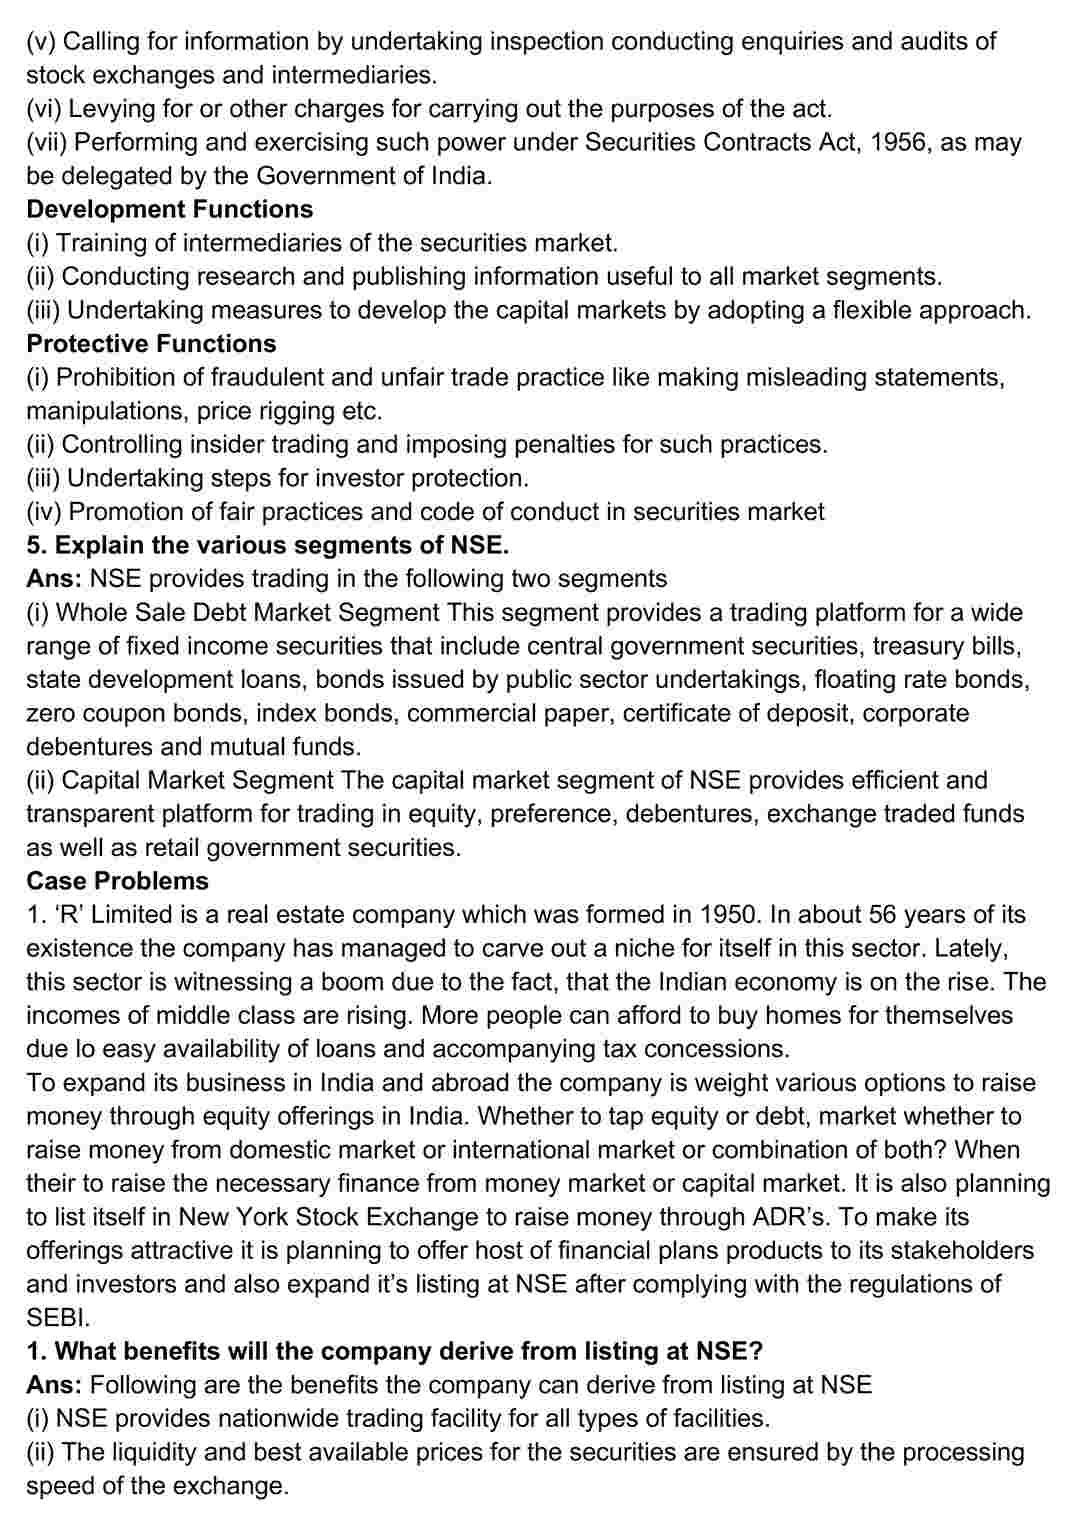 (v) Calling for information by undertaking inspection conducting enquiries and audits of
stock exchanges and intermediaries.
(vi) Levying for or other charges for carrying out the purposes of the act.
(vii) Performing and exercising such power under Securities Contracts Act, 1956, as may
be delegated by the Government of India.
Development Functions
(i) Training of intermediaries of the securities market.
(ii) Conducting research and publishing information useful to all market segments.
(iii) Undertaking measures to develop the capital markets by adopting a flexible approach.
Protective Functions
(i) Prohibition of fraudulent and unfair trade practice like making misleading statements,
manipulations, price rigging etc.
(ii) Controlling insider trading and imposing penalties for such practices.
(iii) Undertaking steps for investor protection.
(iv) Promotion of fair practices and code of conduct in securities market
5. Explain the various segments of NSE.
Ans: NSE provides trading in the following two segments
(i) Whole Sale Debt Market Segment This segment provides a trading platform for a wide
range of fixed income securities that include central government securities, treasury bills,
state development loans, bonds issued by public sector undertakings, floating rate bonds,
zero coupon bonds, index bonds, commercial paper, certificate of deposit, corporate
debentures and mutual funds.
(ii) Capital Market Segment The capital market segment of NSE provides efficient and
transparent platform for trading in equity, preference, debentures, exchange traded funds
as well as retail government securities.
Case Problems
1. ‘R’ Limited is a real estate company which was formed in 1950. In about 56 years of its
existence the company has managed to carve out a niche for itself in this sector. Lately,
this sector is witnessing a boom due to the fact, that the Indian economy is on the rise. The
incomes of middle class are rising. More people can afford to buy homes for themselves
due lo easy availability of loans and accompanying tax concessions.
To expand its business in India and abroad the company is weight various options to raise
money through equity offerings in India. Whether to tap equity or debt, market whether to
raise money from domestic market or international market or combination of both? When
their to raise the necessary finance from money market or capital market. It is also planning
to list itself in New York Stock Exchange to raise money through ADR’s. To make its
offerings attractive it is planning to offer host of financial plans products to its stakeholders
and investors and also expand it’s listing at NSE after complying with the regulations of
SEBI.
1. What benefits will the company derive from listing at NSE?
Ans: Following are the benefits the company can derive from listing at NSE
(i) NSE provides nationwide trading facility for all types of facilities.
(ii) The liquidity and best available prices for the securities are ensured by the processing
speed of the exchange.